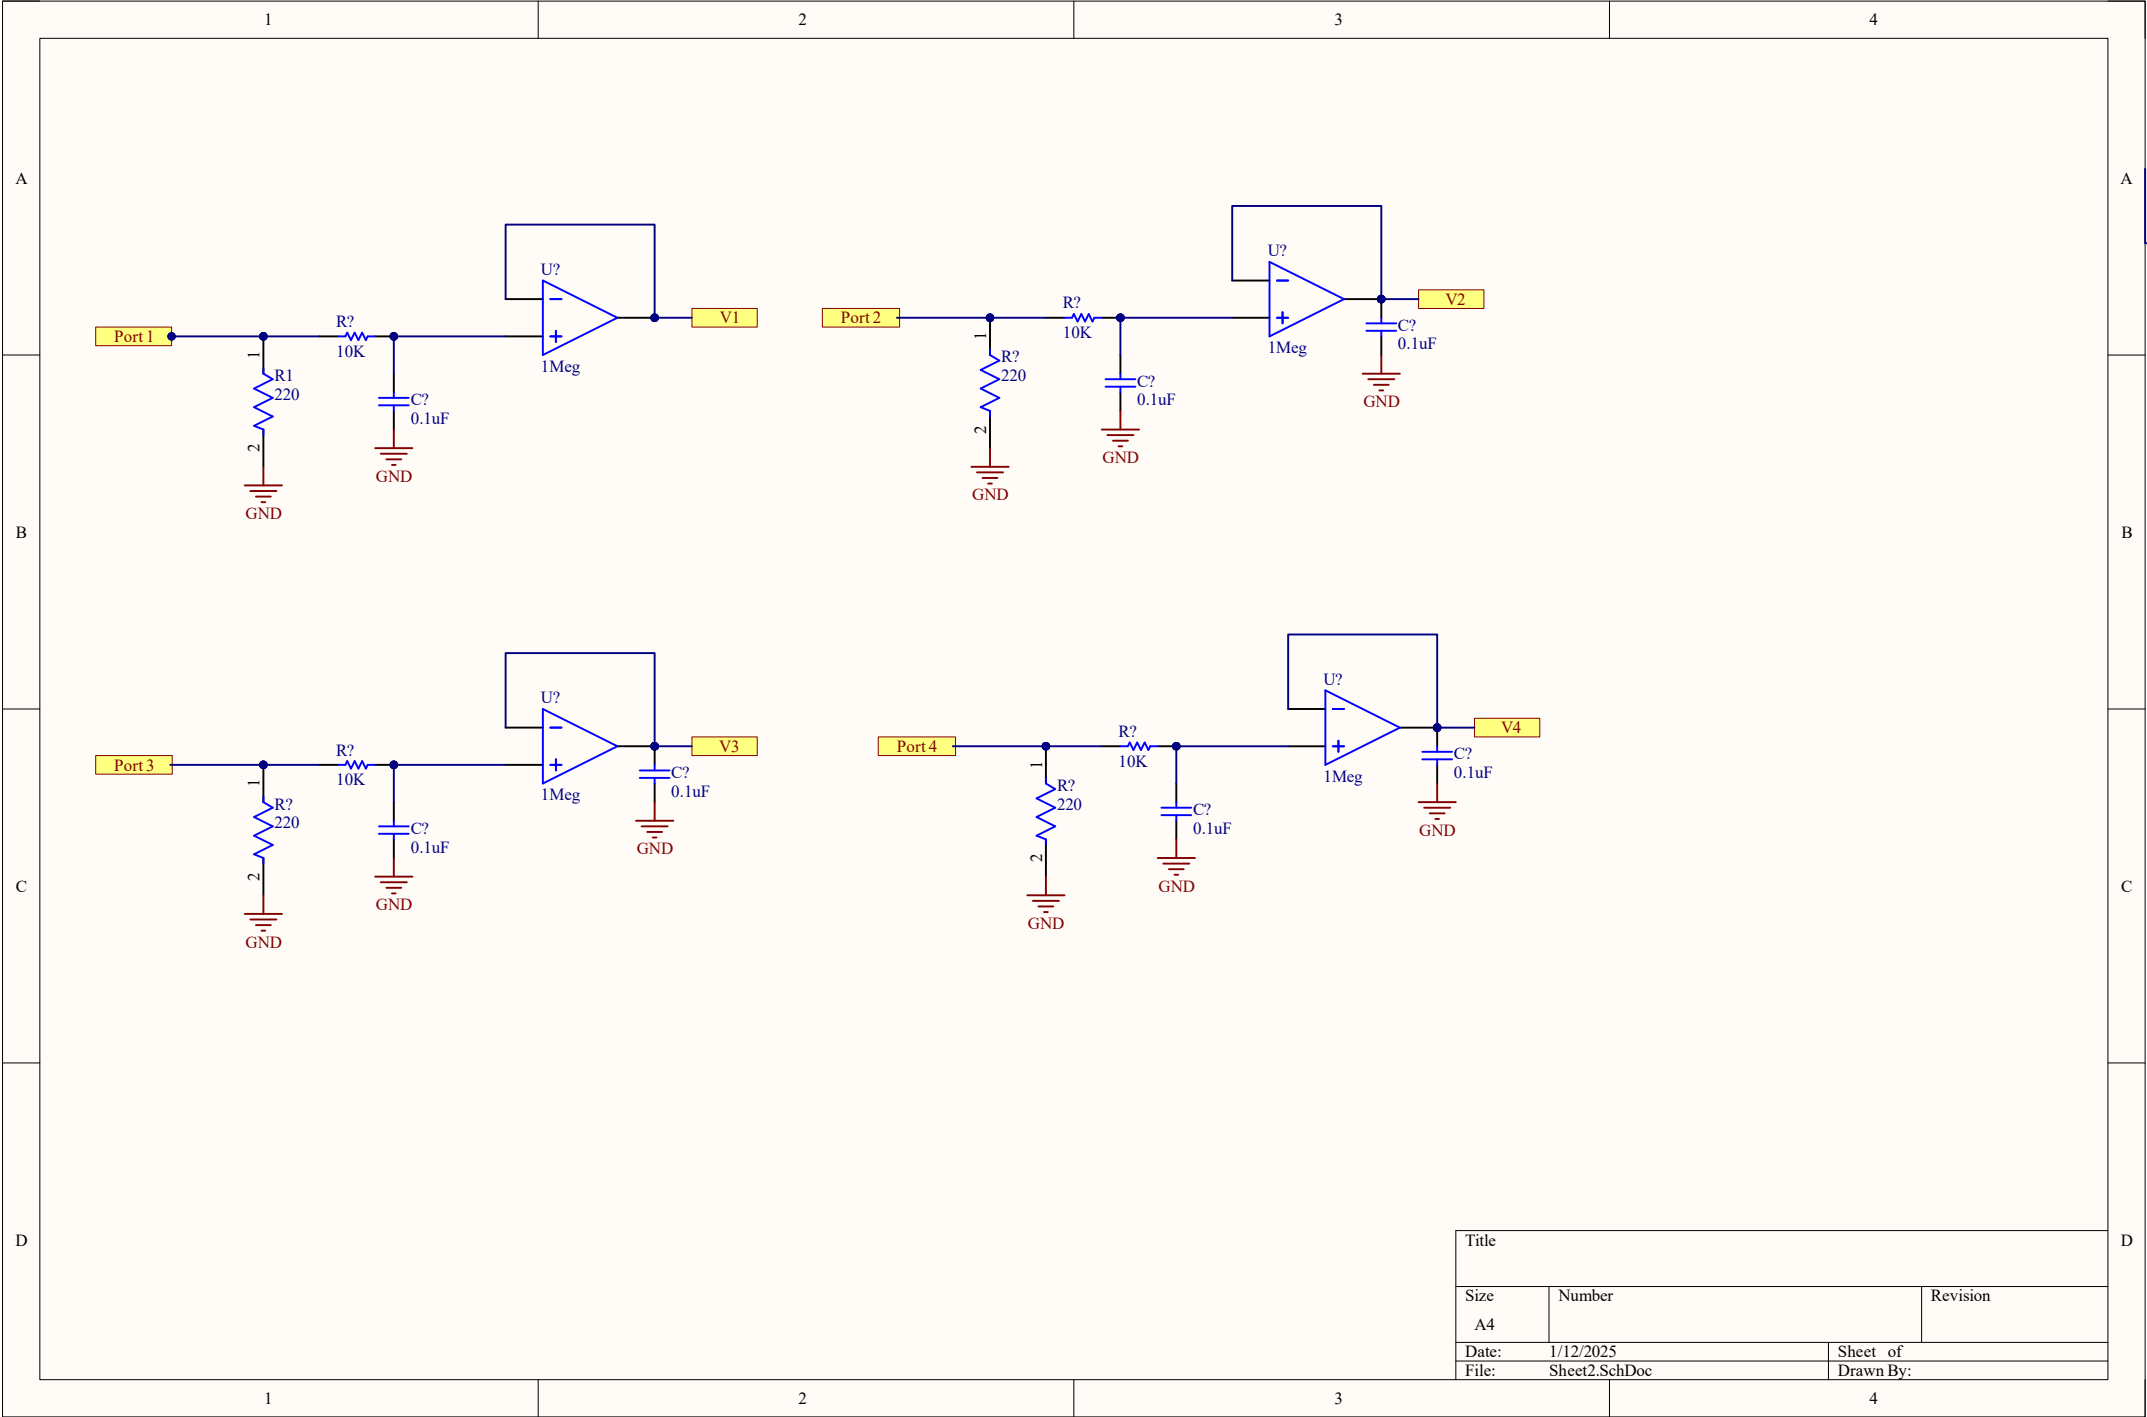 1 2 3 4
A A
U?
1Meg
Port 1
V1
R?
10K
1
R1
220
2
GND
C?
0.1uF
GND
U?
1Meg
Port 2
V2
R?
10K
1
R?
220
2
GND
C?
0.1uF
GND
C?
0.1uF
GND
B B
U?
1Meg
Port 3
V3
R?
10K
1
R?
220
2
GND
C?
0.1uF
GND
C?
0.1uF
GND
U?
1Meg
Port 4
V4
R?
10K
1
R?
220
2
GND
C?
0.1uF
GND
C?
0.1uF
GND
C C
D D
Title
Size Number Revision
A4
Date: 1/12/2025 Sheet of
File: Sheet2.SchDoc Drawn By:
1 2 3 4